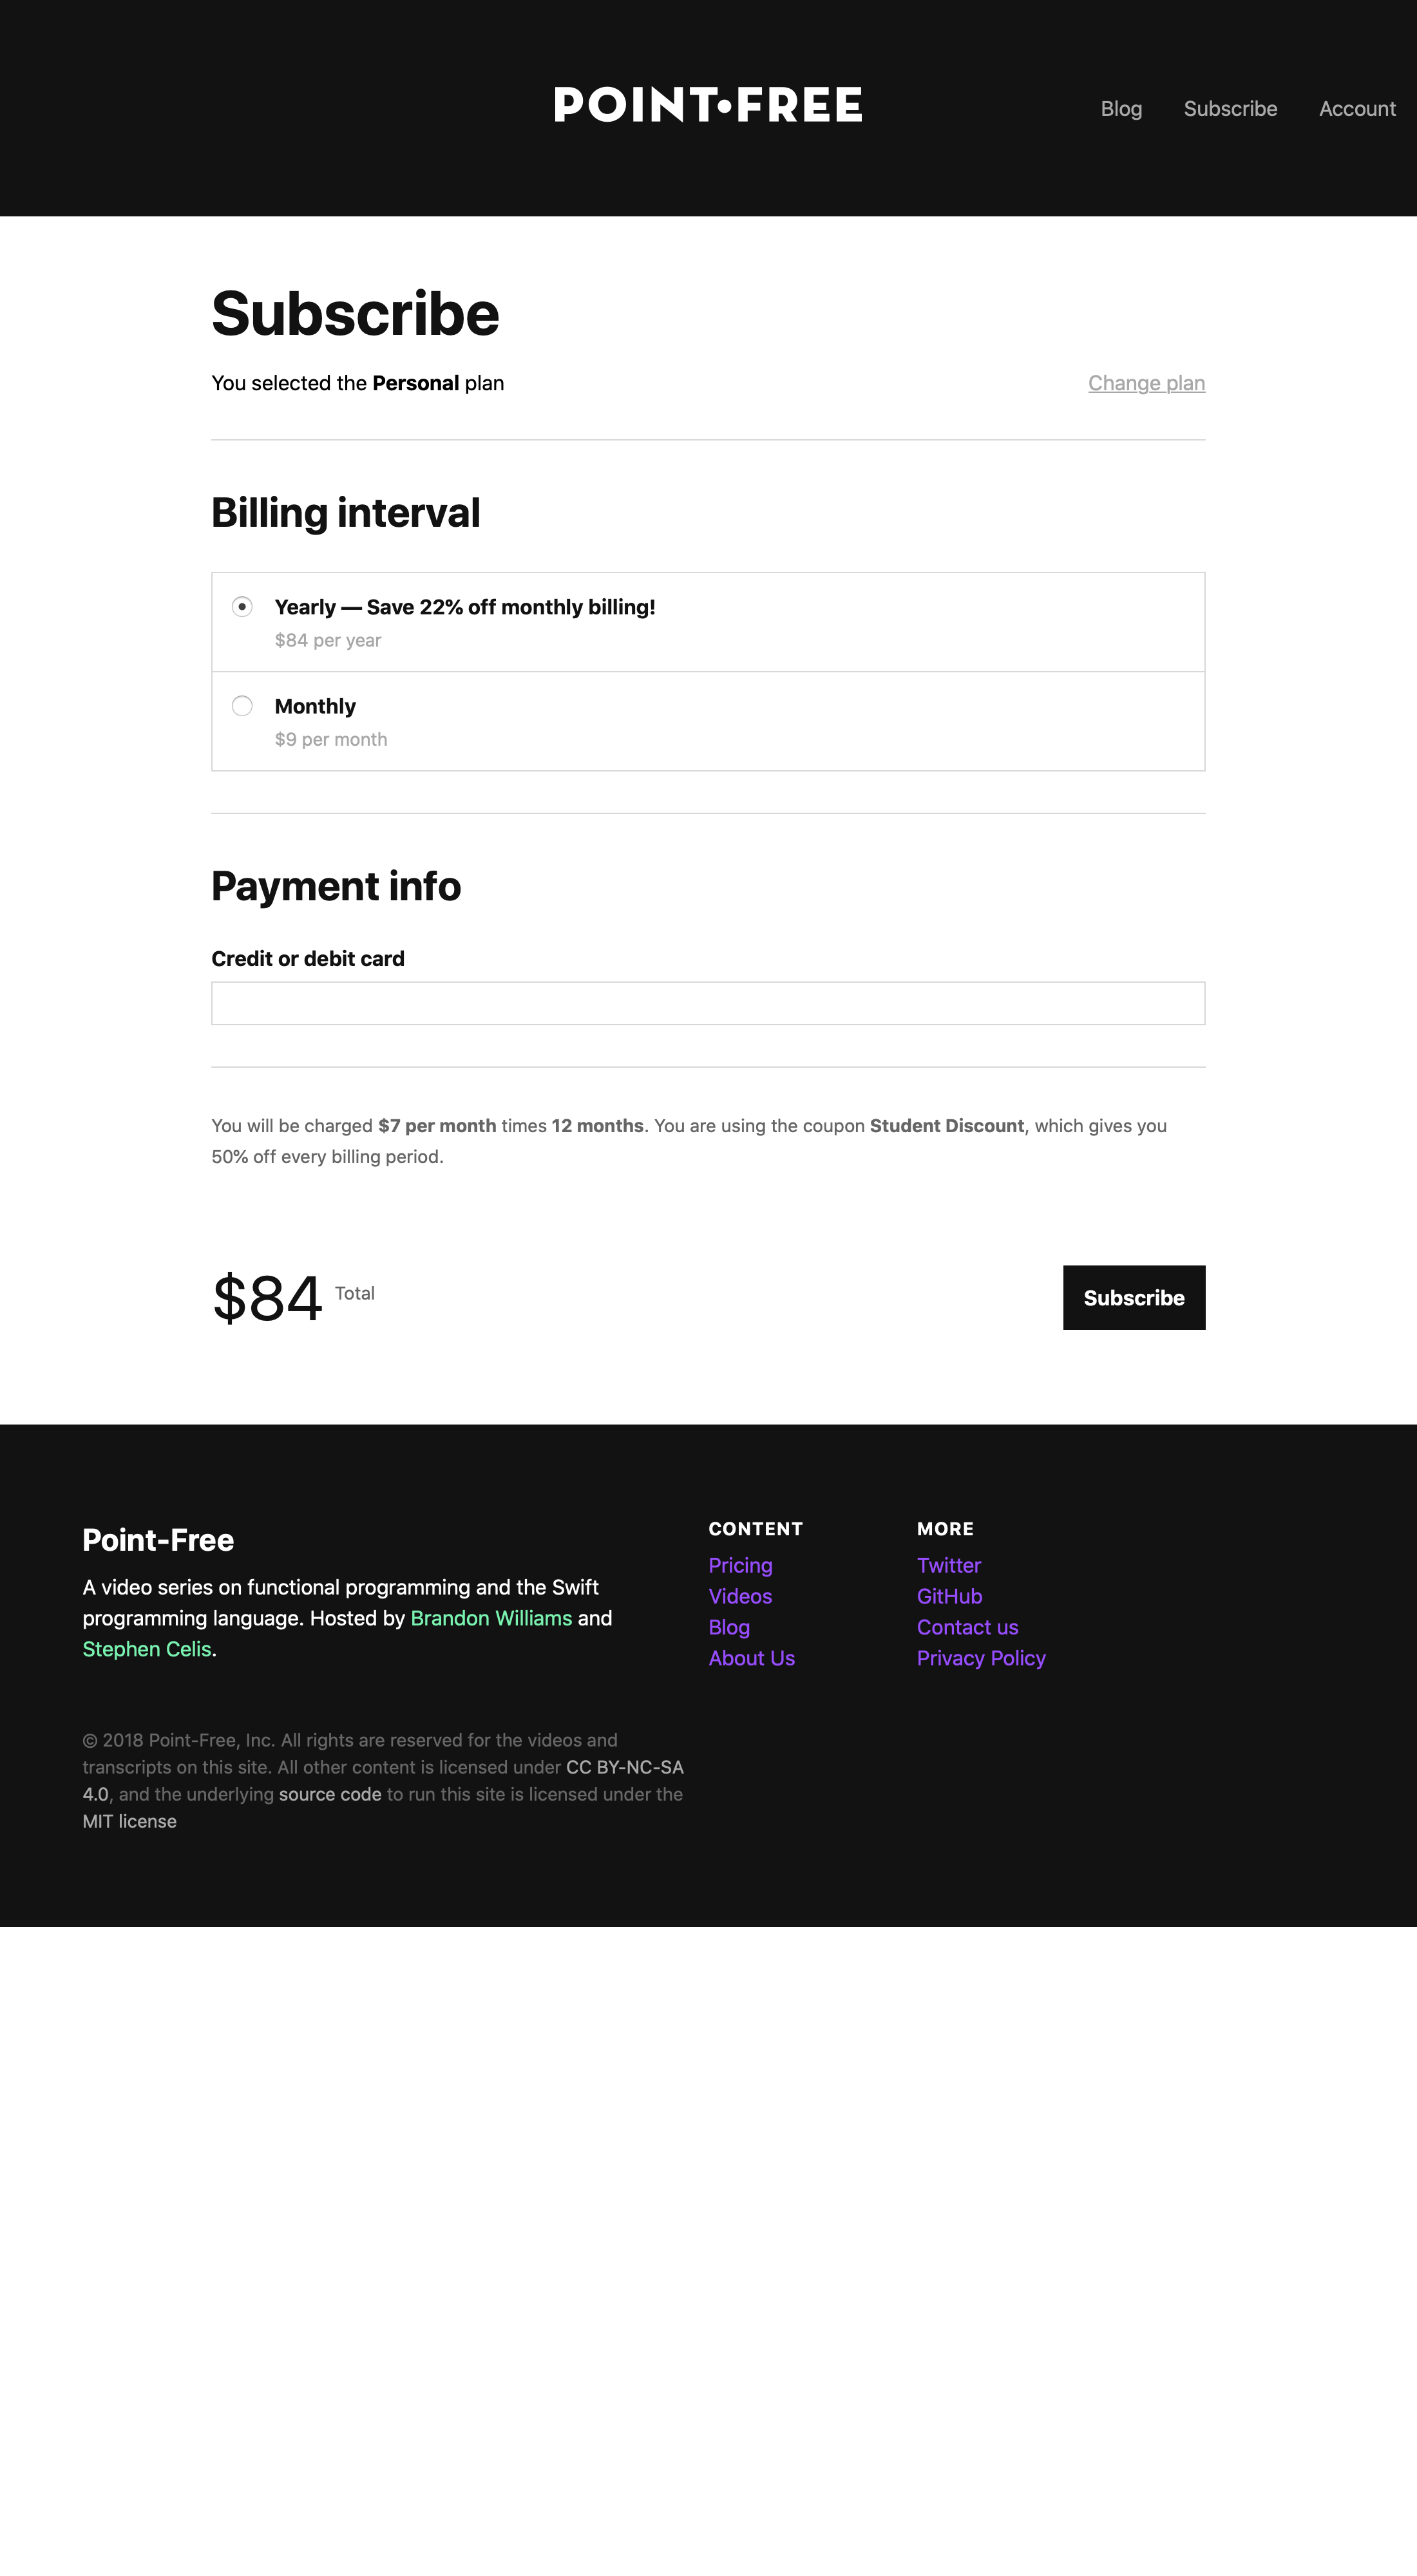 POINT•FREE
Blog Subscribe Account
Subscribe
You selected the Personal plan
Change plan
Billing interval
Yearly — Save 22% off monthly billing!
$84 per year
Monthly
$9 per month
Payment info
Credit or debit card
You will be charged $7 per month times 12 months. You are using the coupon Student Discount, which gives you
50% off every billing period.
$84 Total
Subscribe
Point-Free
A video series on functional programming and the Swift
programming language. Hosted by Brandon Williams and
Stephen Celis.
CONTENT
Pricing
Videos
Blog
About Us
MORE
Twitter
GitHub
Contact us
Privacy Policy
© 2018 Point-Free, Inc. All rights are reserved for the videos and
transcripts on this site. All other content is licensed under CC BY-NC-SA
4.0, and the underlying source code to run this site is licensed under the
MIT license